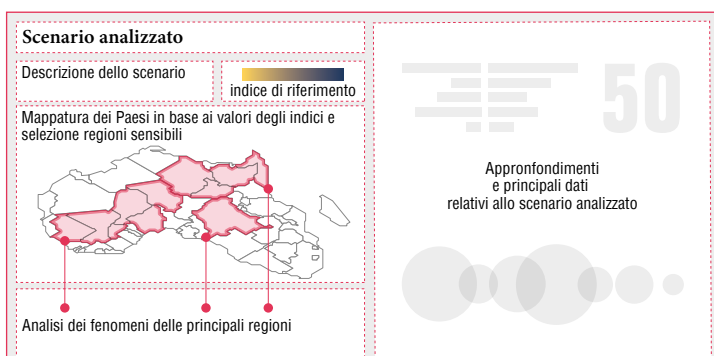 Scenario analizzato
Descrizione dello scenario
indice di riferimento
Mappatura dei Paesi in base ai valori degli indici e
selezione regioni sensibili
Analisi dei fenomeni delle principali regioni
50
Appronfondimenti
e principali dati
relativi allo scenario analizzato